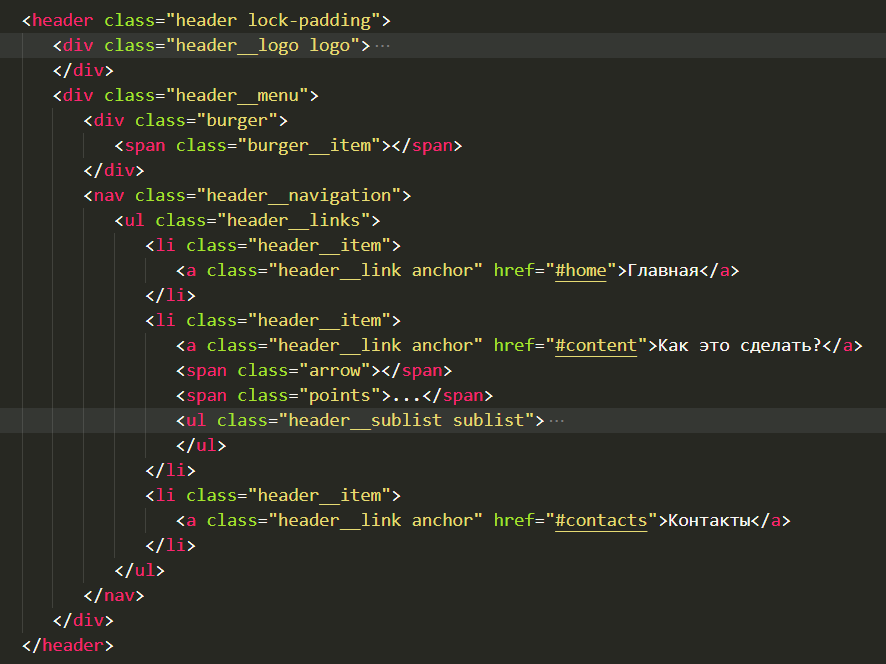 <header class="header lock-padding">
<div class="header__logo logo">···
</div>
<div class="header__menu">
<div class="burger">
<span class="burger__item"></span>
</div>
<nav class="header__navigation">
<ul class="header__links">
<li class="header__item">
<a class="header__link anchor" href="#home">Главная</a>
</li>
<li class="header__item">
<a class="header__link anchor" href="#content">Как это сделать?</a>
<span class="arrow"></span>
<span class="points">...</span>
<ul class="header__sublist sublist">···
</ul>
</li>
<li class="header__item">
<a class="header__link anchor" href="#contacts">Контакты</a>
</li>
</ul>
</nav>
</div>
</header>